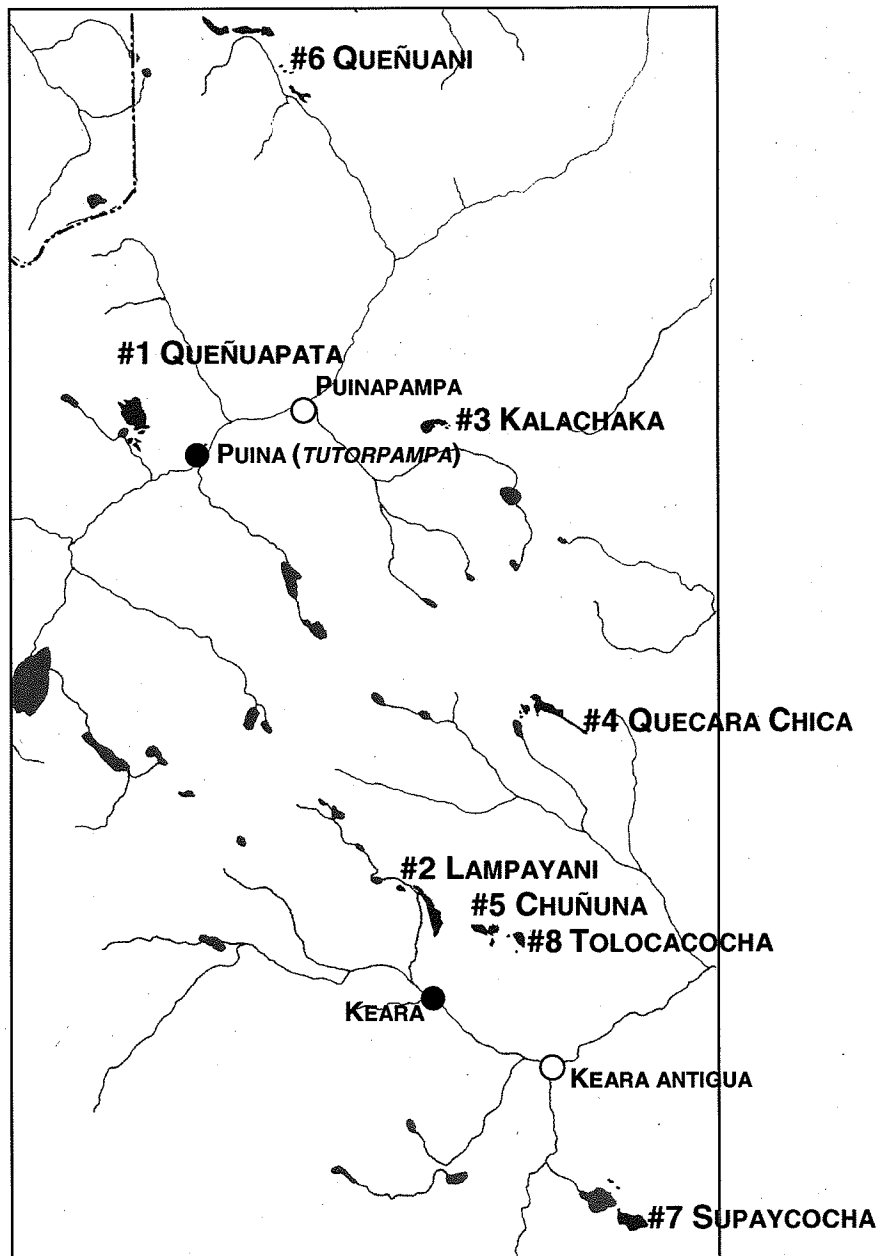 #6 QUEÑUANI
#1 QUEÑUAPATA
PUINAPAMPA
#3 KALACHAKA
PUINA (TUTORPAMPA)
#4 QUECARA CHICA
#2 LAMPAYANI
#5 CHUÑUNA
#8 TOLOCACOCHA
KEARA
KEARA ANTIGUA
#7 SUPAYCOCHA